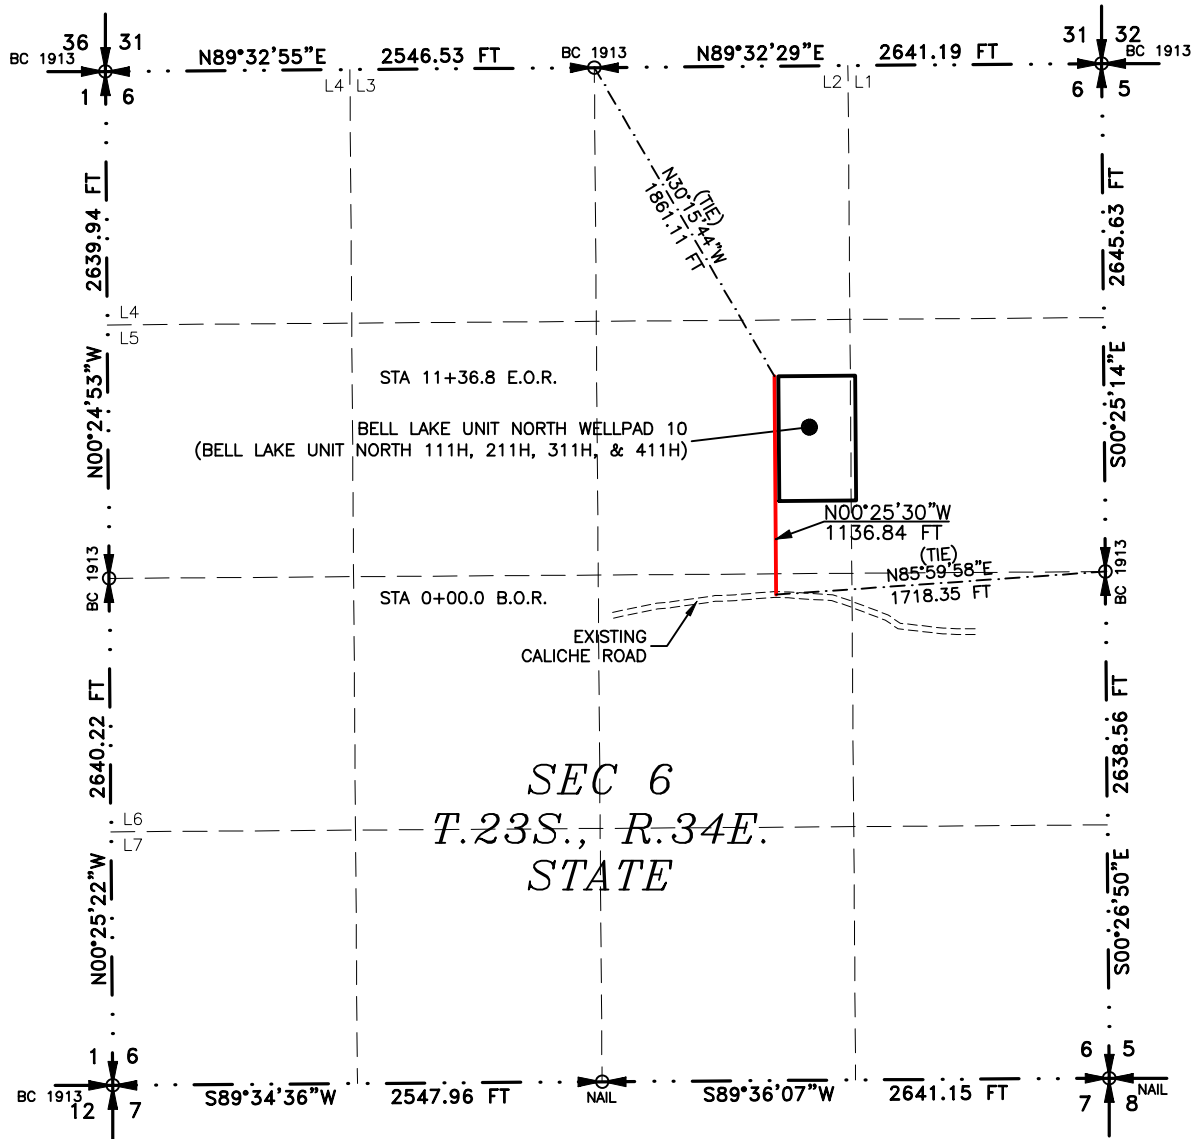 36 31
BC 1913
1 6
N89°32'55"E 2546.53 FT
BC 1913
N89°32'29"E 2641.19 FT
31 32
BC 1913
6 5
L4 L3
L2 L1
(TIE)
N30°15'44"W
1861.11 FT
2639.94 FT
N00°24'53"W
2645.63 FT
S00°25'14"E
L4
L5
STA 11+36.8 E.O.R.
BELL LAKE UNIT NORTH WELLPAD 10
(BELL LAKE UNIT NORTH 111H, 211H, 311H, & 411H)
N00°25'30"W
1136.84 FT
(TIE)
N85°59'58"E
1718.35 FT
BC 1913
BC 1913
STA 0+00.0 B.O.R.
EXISTING
CALICHE ROAD
2640.22 FT
N00°25'22"W
2638.56 FT
S00°26'50"E
SEC 6
T.23S., R.34E.
STATE
L6
L7
1 6
BC 1913
12 7
S89°34'36"W 2547.96 FT
NAIL
S89°36'07"W 2641.15 FT
6 5
NAIL
7 8